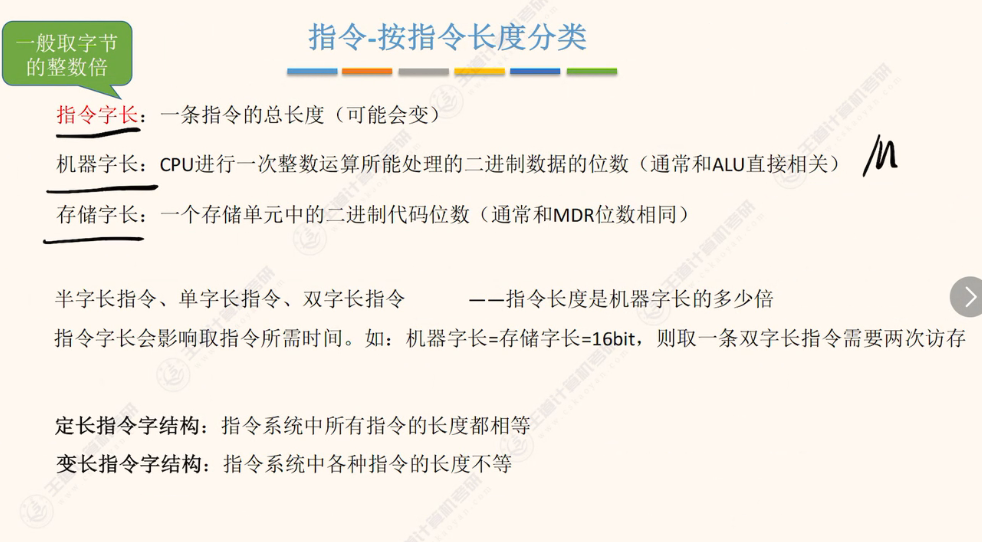 一般取字节
的整数倍
指令-按指令长度分类
指令字长：一条指令的总长度（可能会变）
机器字长：CPU进行一次整数运算所能处理的二进制数据的位数（通常和ALU直接相关）
存储字长：一个存储单元中的二进制代码位数（通常和MDR位数相同）
半字长指令、单字长指令、双字长指令 ——指令长度是机器字长的多少倍
指令字长会影响取指令所需时间。如：机器字长=存储字长=16bit，则取一条双字长指令需要两次访存
定长指令字结构：指令系统中所有指令的长度都相等
变长指令字结构：指令系统中各种指令的长度不等
王道计算机考研